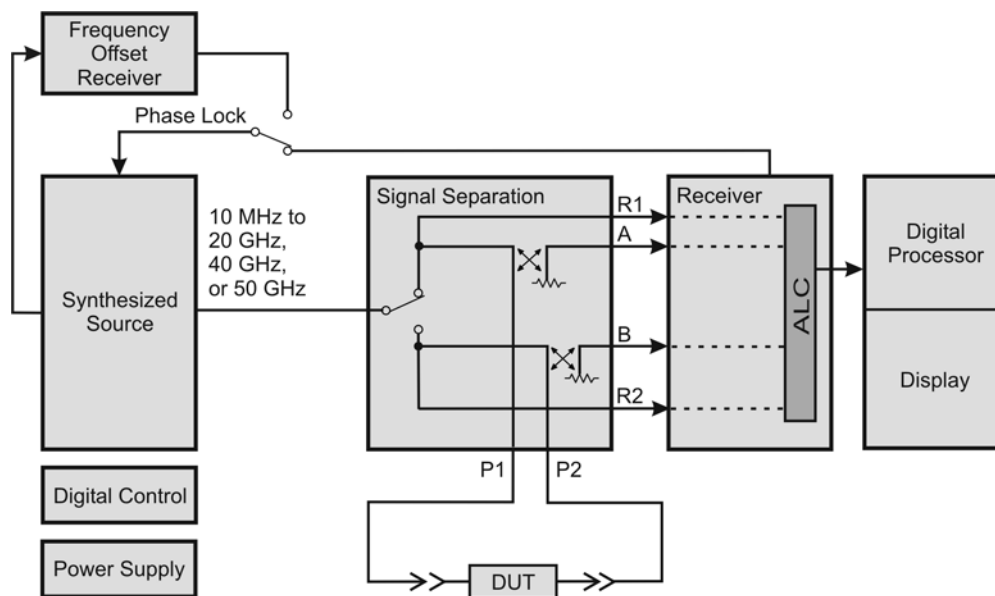 Frequency
Offset
Receiver
Phase Lock
Synthesized
Source
10 MHz to
20 GHz,
40 GHz,
or 50 GHz
Signal Separation
R1
A
B
R2
P1
P2
Receiver
ALC
Digital
Processor
Display
Digital Control
Power Supply
DUT